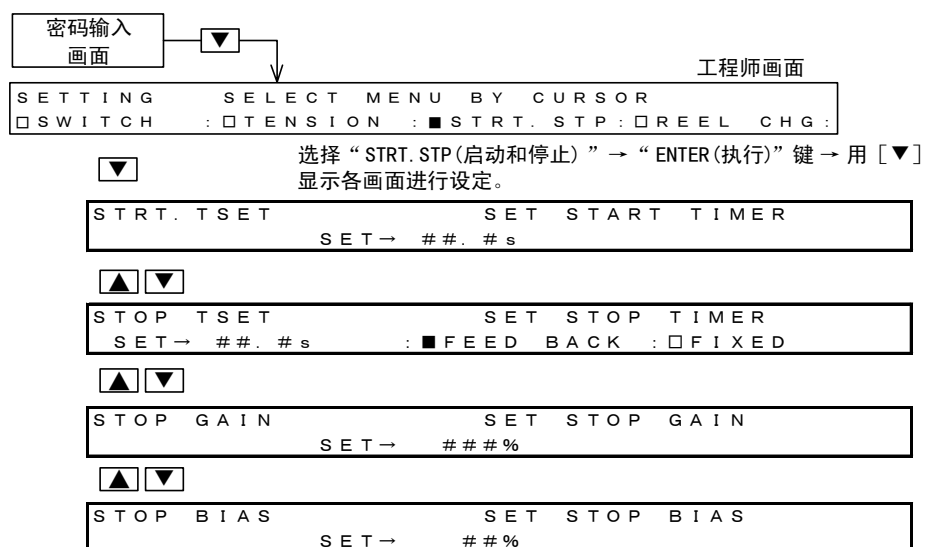 密码输入
画面
▼
工程师画面
SETTING SELECT MENU BY CURSOR
□SWITCH :□TENSION :■STRT. STP:□REEL CHG:
▼
选择“STRT.STP(启动和停止)”→“ENTER(执行)”键→用［▼］
显示各画面进行设定。
STRT. TSET SET START TIMER
SET→ ##. #s
▲ ▼
STOP TSET SET STOP TIMER
SET→ ##. #s :■FEED BACK :□FIXED
▲ ▼
STOP GAIN SET STOP GAIN
SET→ ###%
▲ ▼
STOP BIAS SET STOP BIAS
SET→ ##%